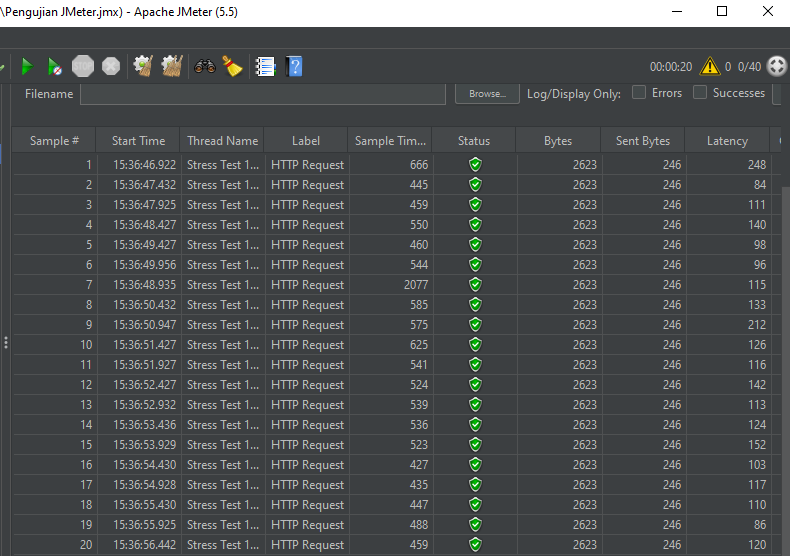 \Pengujian JMeter.jmx) - Apache JMeter (5.5)
STOP 00:00:20 0 0/40
Filename Browse... Log/Display Only: Errors Successes
Sample # Start Time Thread Name Label Sample Tim... Status Bytes Sent Bytes Latency
1 15:36:46.922 Stress Test 1... HTTP Request 666 2623 246 248
2 15:36:47.432 Stress Test 1... HTTP Request 445 2623 246 84
3 15:36:47.925 Stress Test 1... HTTP Request 459 2623 246 111
4 15:36:48.427 Stress Test 1... HTTP Request 550 2623 246 140
5 15:36:49.427 Stress Test 1... HTTP Request 460 2623 246 98
6 15:36:49.956 Stress Test 1... HTTP Request 544 2623 246 96
7 15:36:48.935 Stress Test 1... HTTP Request 2077 2623 246 115
8 15:36:50.432 Stress Test 1... HTTP Request 585 2623 246 133
9 15:36:50.947 Stress Test 1... HTTP Request 575 2623 246 212
10 15:36:51.427 Stress Test 1... HTTP Request 625 2623 246 126
11 15:36:51.927 Stress Test 1... HTTP Request 541 2623 246 116
12 15:36:52.427 Stress Test 1... HTTP Request 524 2623 246 142
13 15:36:52.932 Stress Test 1... HTTP Request 539 2623 246 113
14 15:36:53.436 Stress Test 1... HTTP Request 536 2623 246 124
15 15:36:53.929 Stress Test 1... HTTP Request 523 2623 246 152
16 15:36:54.430 Stress Test 1... HTTP Request 427 2623 246 103
17 15:36:54.928 Stress Test 1... HTTP Request 435 2623 246 117
18 15:36:55.430 Stress Test 1... HTTP Request 447 2623 246 110
19 15:36:55.925 Stress Test 1... HTTP Request 488 2623 246 86
20 15:36:56.442 Stress Test 1... HTTP Request 459 2623 246 120